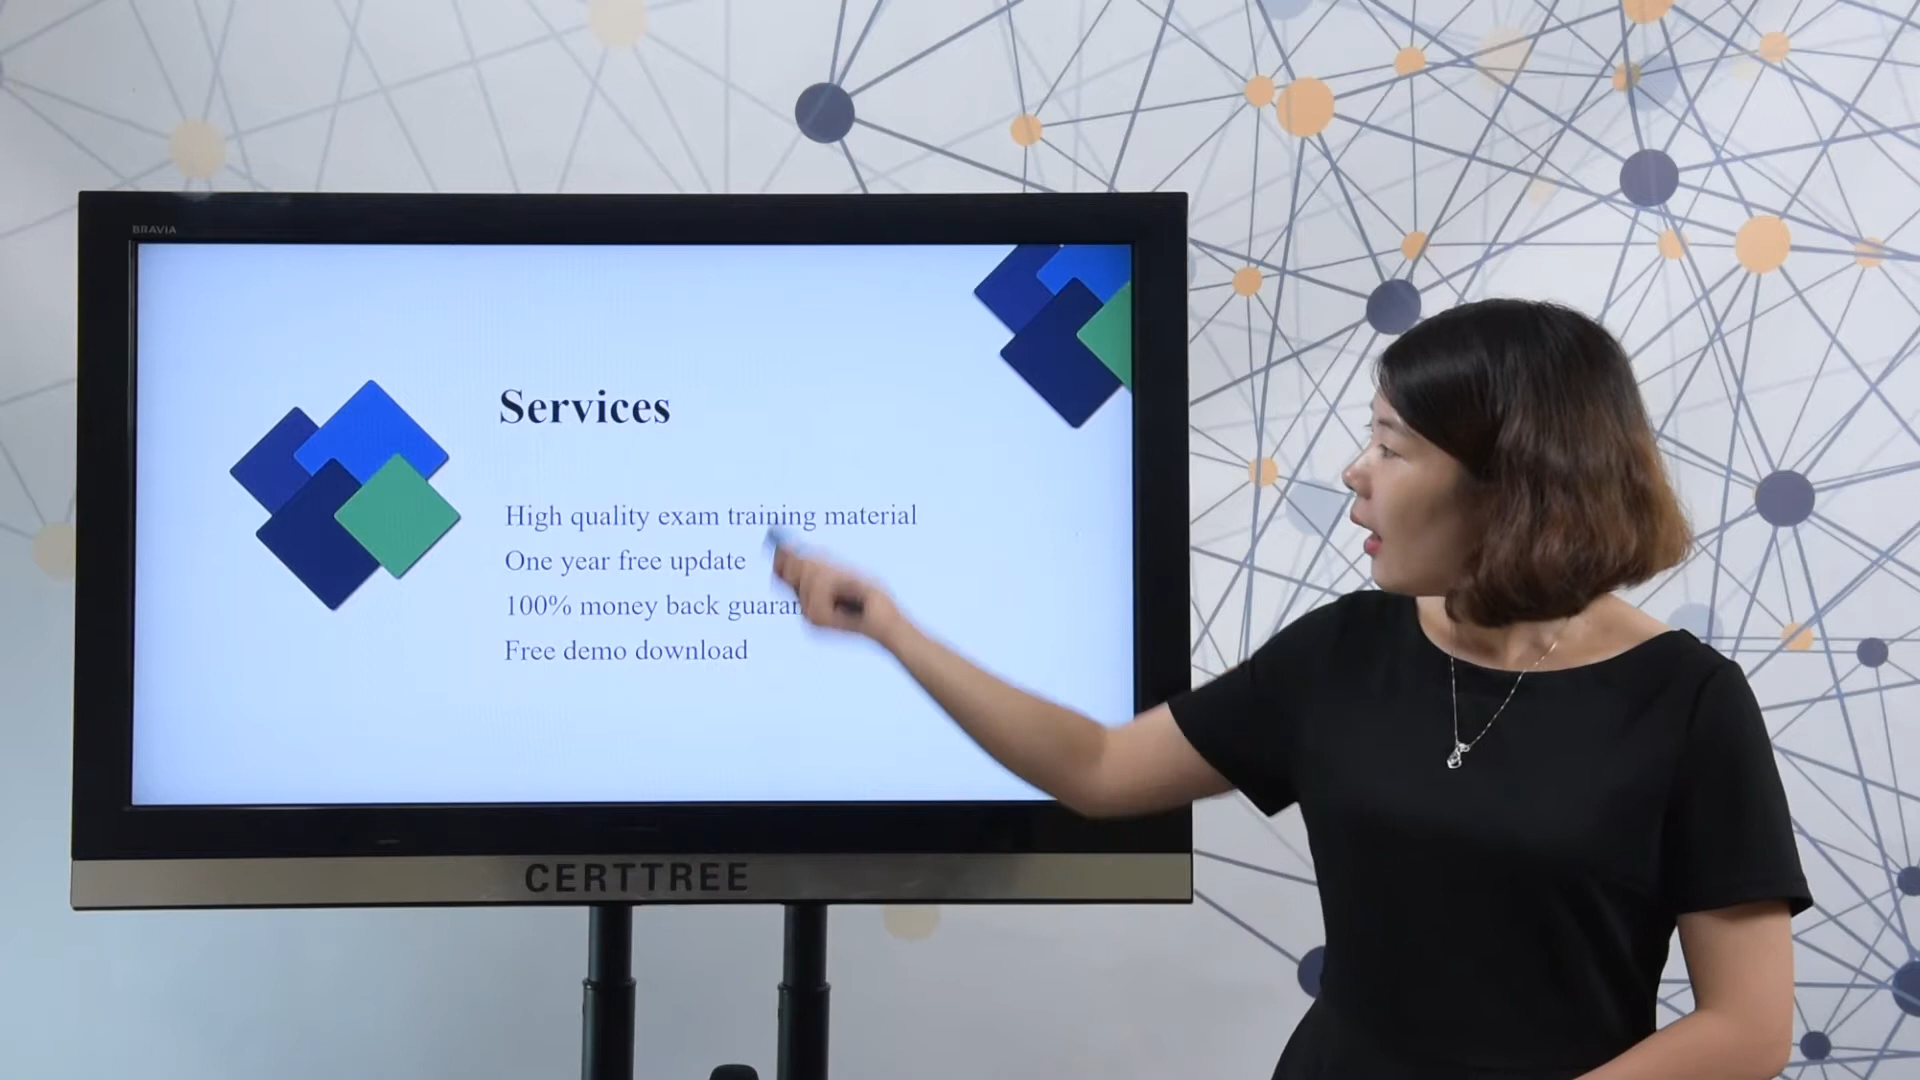 BRAVIA
Services
High quality exam training material
One year free update
100% money back
Free demo download
CERTTREE